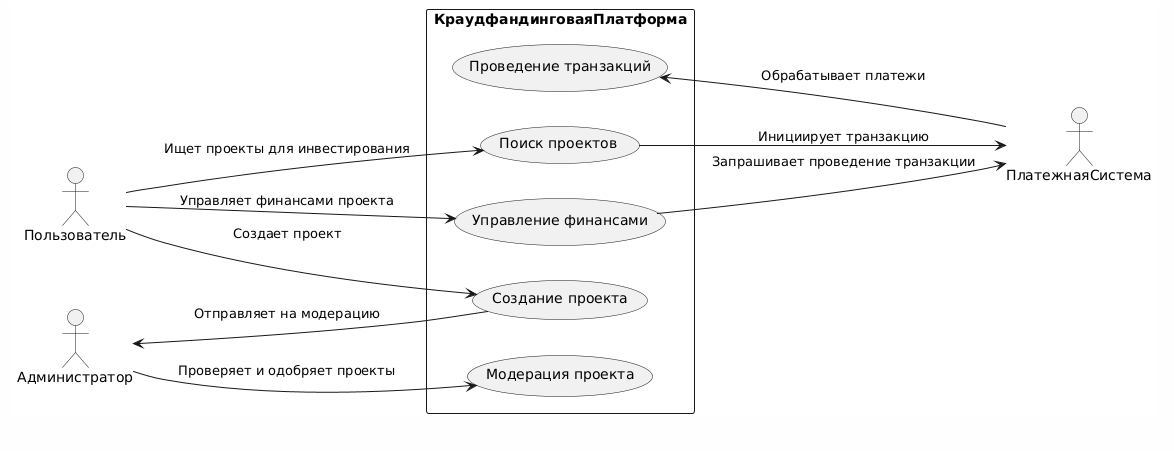 КраудфандинговаяПлатформа
Проведение транзакций
Обрабатывает платежи
Ищет проекты для инвестирования
Поиск проектов
Инициирует транзакцию
Запрашивает проведение транзакции
ПлатежнаяСистема
Управляет финансами проекта
Управление финансами
Пользователь
Создает проект
Создание проекта
Отправляет на модерацию
Администратор
Проверяет и одобряет проекты
Модерация проекта